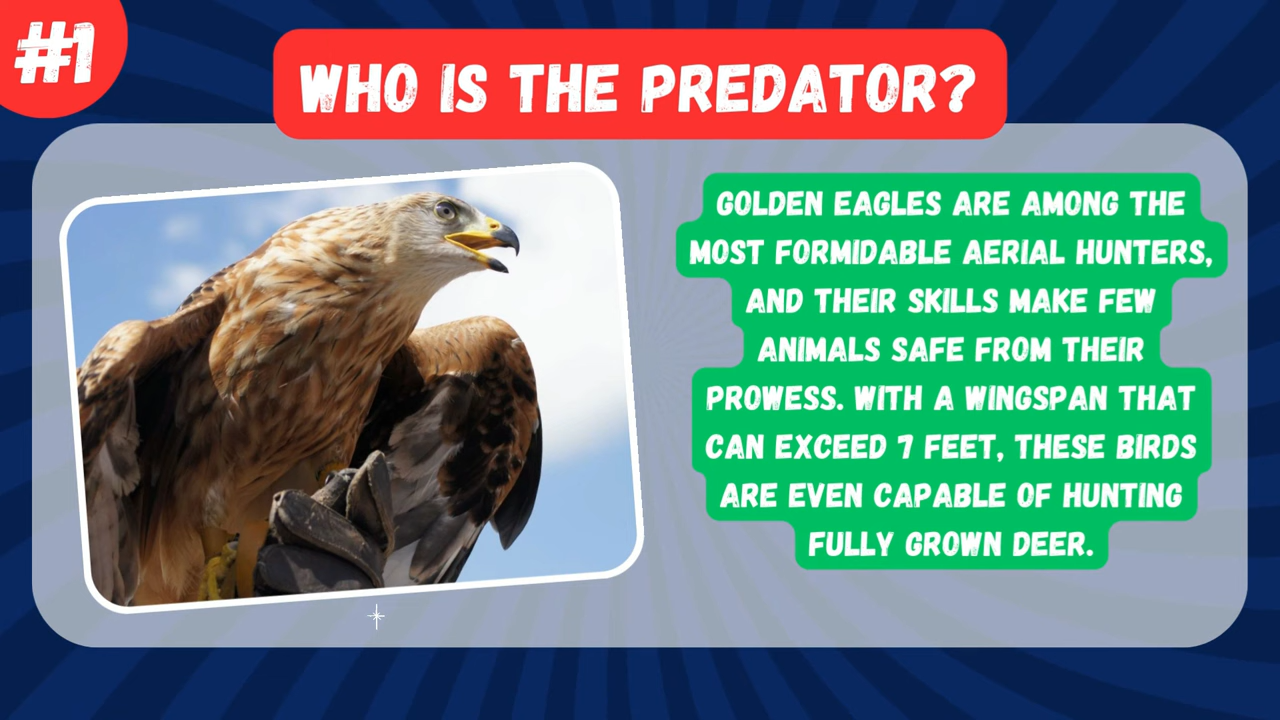 #1
WHO IS THE PREDATOR?
GOLDEN EAGLES ARE AMONG THE
MOST FORMIDABLE AERIAL HUNTERS,
AND THEIR SKILLS MAKE FEW
ANIMALS SAFE FROM THEIR
PROWESS. WITH A WINGSPAN THAT
CAN EXCEED 7 FEET, THESE BIRDS
ARE EVEN CAPABLE OF HUNTING
FULLY GROWN DEER.